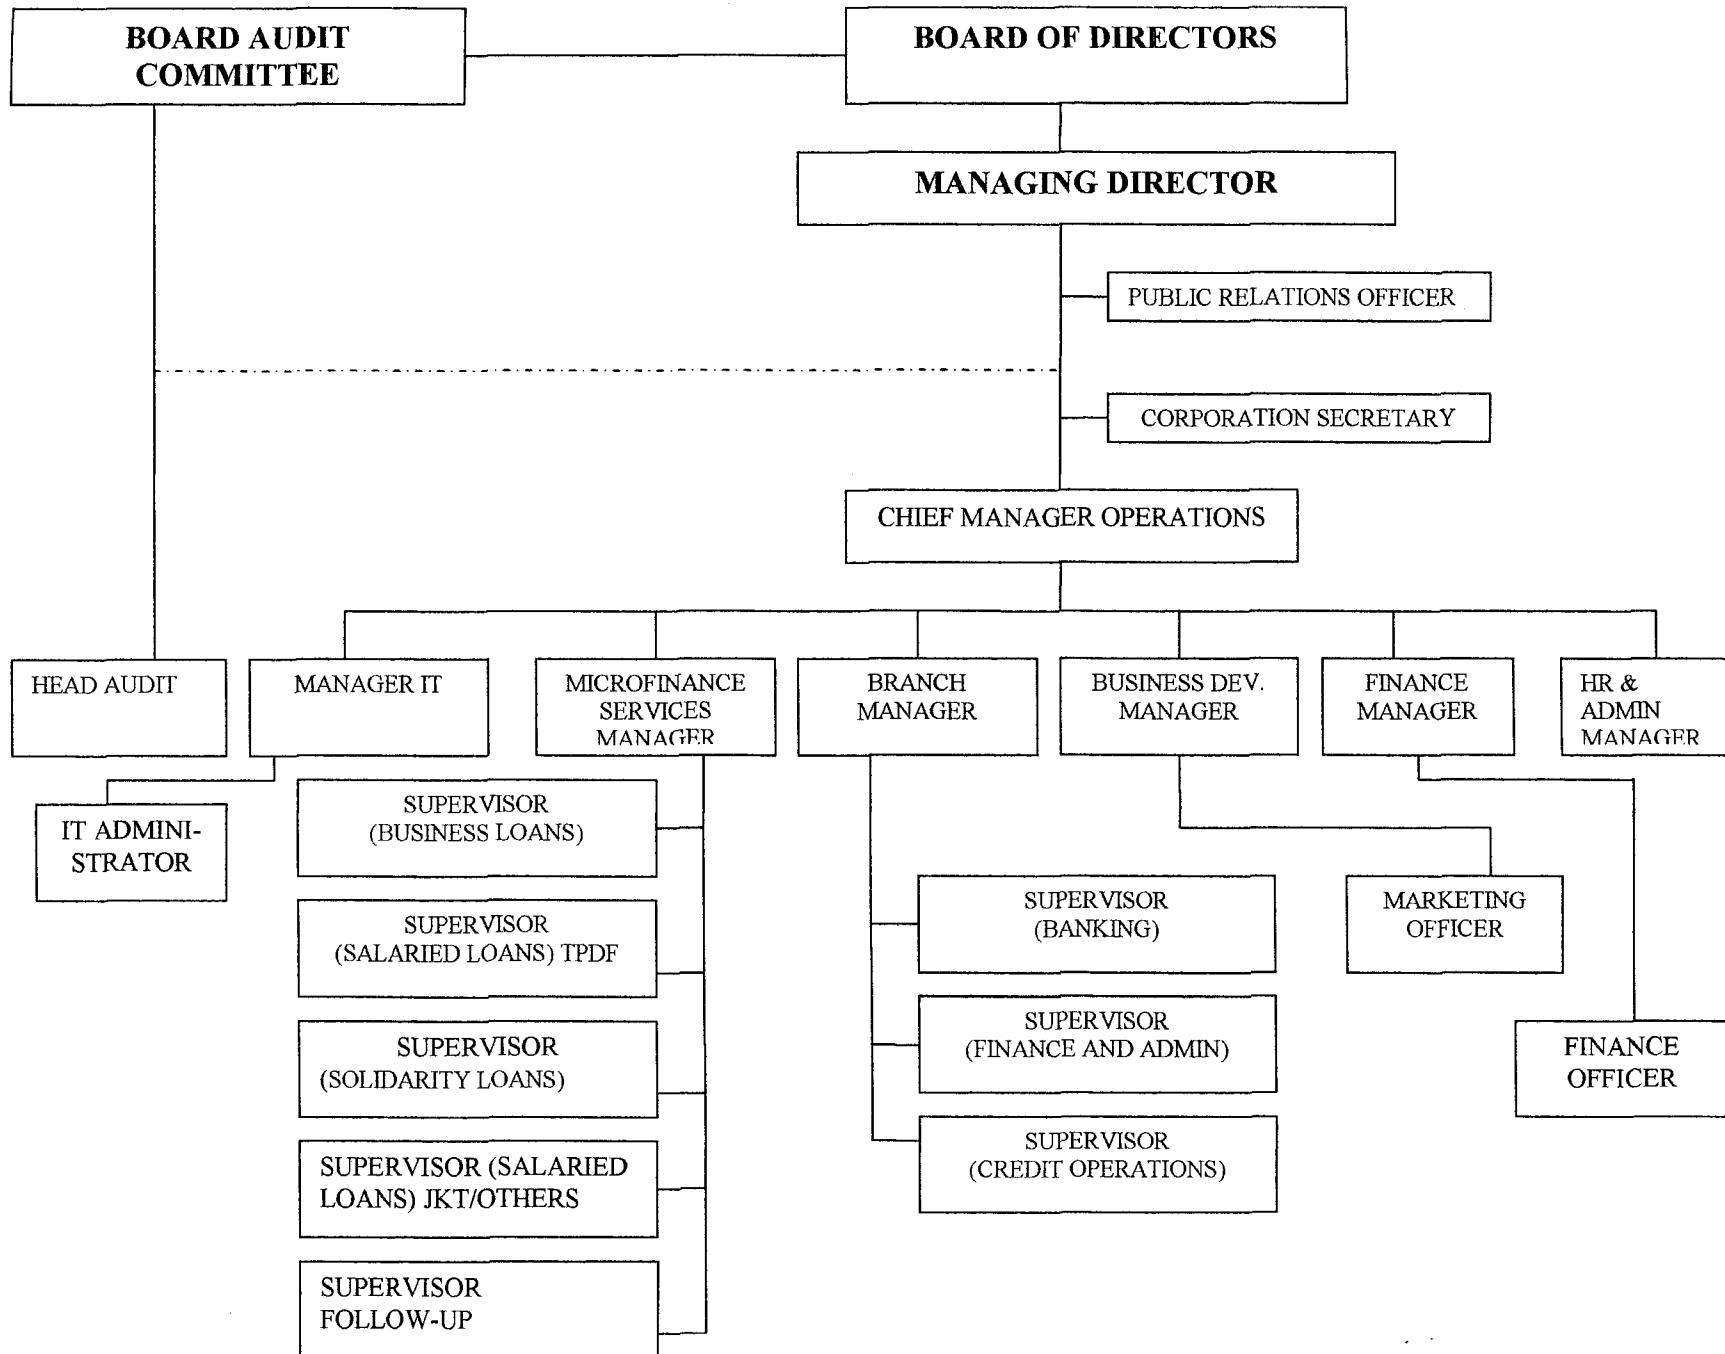 BOARD AUDIT
COMMITTEE
BOARD OF DIRECTORS
MANAGING DIRECTOR
PUBLIC RELATIONS OFFICER
CORPORATION SECRETARY
CHIEF MANAGER OPERATIONS
HEAD AUDIT
MANAGER IT
MICROFINANCE
SERVICES
MANAGER
BRANCH
MANAGER
BUSINESS DEV.
MANAGER
FINANCE
MANAGER
HR &
ADMIN
MANAGER
IT ADMINI-
STRATOR
SUPERVISOR
(BUSINESS LOANS)
SUPERVISOR
(SALARIED LOANS) TPDF
SUPERVISOR
(SOLIDARITY LOANS)
SUPERVISOR (SALARIED
LOANS) JKT/OTHERS
SUPERVISOR
FOLLOW-UP
SUPERVISOR
(BANKING)
SUPERVISOR
(FINANCE AND ADMIN)
SUPERVISOR
(CREDIT OPERATIONS)
MARKETING
OFFICER
FINANCE
OFFICER